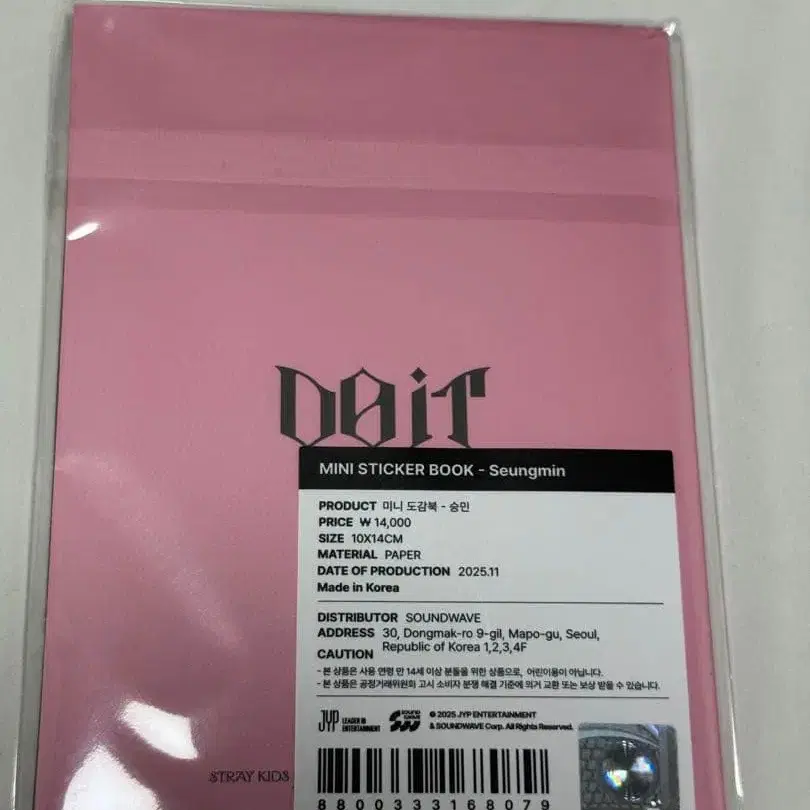 DO iT
MINI STICKER BOOK - Seungmin
PRODUCT 미니 도감북 - 승민
PRICE ₩ 14,000
SIZE 10X14CM
MATERIAL PAPER
DATE OF PRODUCTION 2025.11
Made in Korea
DISTRIBUTOR SOUNDWAVE
ADDRESS 30, Dongmak-ro 9-gil, Mapo-gu, Seoul,
Republic of Korea 1,2,3,4F
CAUTION
- 본 상품은 사용 연령 만 14세 이상 분들을 위한 상품으로, 어린이용이 아닙니다.
- 본 상품은 공정거래위원회 고시 소비자 분쟁 해결 기준에 의거 교환 또는 보상 받을 수 있습니다.
JYP LEADER IN
ENTERTAINMENT
SOUND
WAVE
© 2025 JYP ENTERTAINMENT
& SOUNDWAVE Corp. All Rights Reserved.
STRAY KIDS
8800333168079